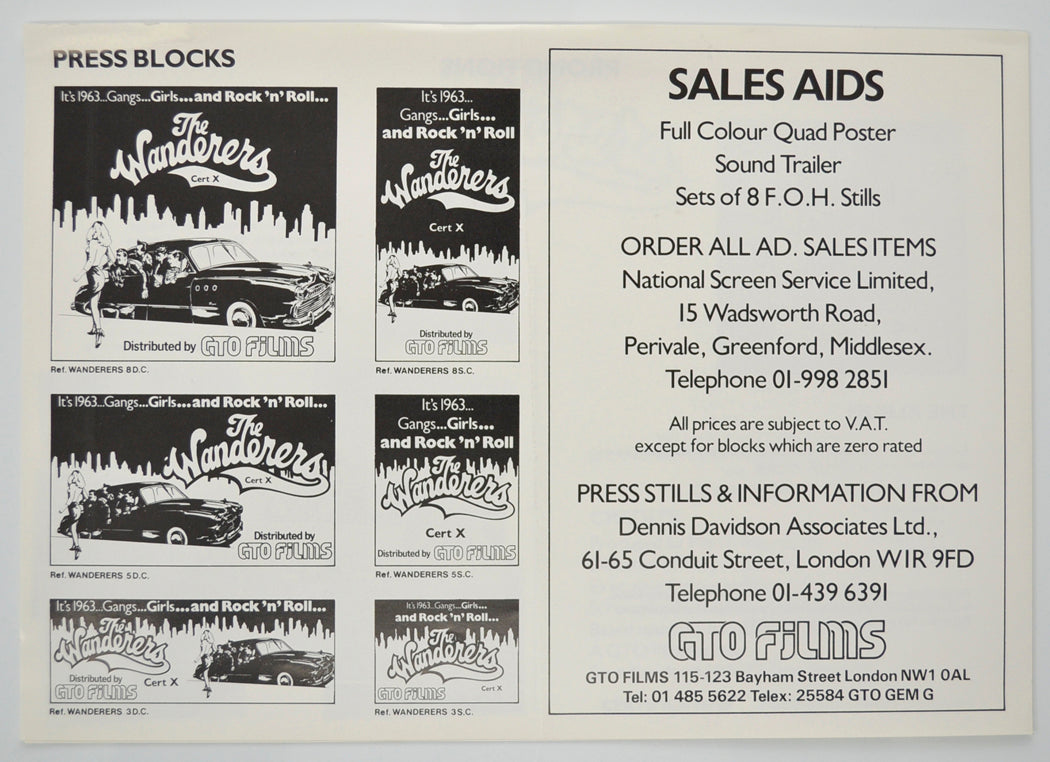 PRESS BLOCKS
It's 1963...Gangs...Girls...and Rock 'n' Roll...
The
Wanderers
Cert X
Distributed by GTO FiLMS
Ref. WANDERERS 8 D.C.
It's 1963...
Gangs...Girls...
and Rock 'n' Roll
The
Wanderers
Cert X
Distributed by
GTO FiLMS
Ref. WANDERERS 8 S.C.
It's 1963...Gangs...Girls...and Rock 'n' Roll...
The
Wanderers
Cert X
Distributed by
GTO FiLMS
Ref. WANDERERS 5 D.C.
It's 1963...
Gangs...Girls...
and Rock 'n' Roll
The
Wanderers
Cert X
Distributed by GTO FiLMS
Ref. WANDERERS 5 S.C.
It's 1963...Gangs...Girls...and Rock 'n' Roll...
The
Wanderers
Distributed by
GTO FiLMS
Cert X
Ref. WANDERERS 3 D.C.
It's 1963...Gangs...Girls...
and Rock 'n' Roll...
The
Wanderers
Cert X
GTO FiLMS
Ref. WANDERERS 3 S.C.
SALES AIDS
Full Colour Quad Poster
Sound Trailer
Sets of 8 F.O.H. Stills
ORDER ALL AD. SALES ITEMS
National Screen Service Limited,
15 Wadsworth Road,
Perivale, Greenford, Middlesex.
Telephone 01-998 2851
All prices are subject to V.A.T.
except for blocks which are zero rated
PRESS STILLS & INFORMATION FROM
Dennis Davidson Associates Ltd.,
61-65 Conduit Street, London W1R 9FD
Telephone 01-439 6391
GTO FiLMS
GTO FILMS 115-123 Bayham Street London NW1 0AL
Tel: 01 485 5622 Telex: 25584 GTO GEM G